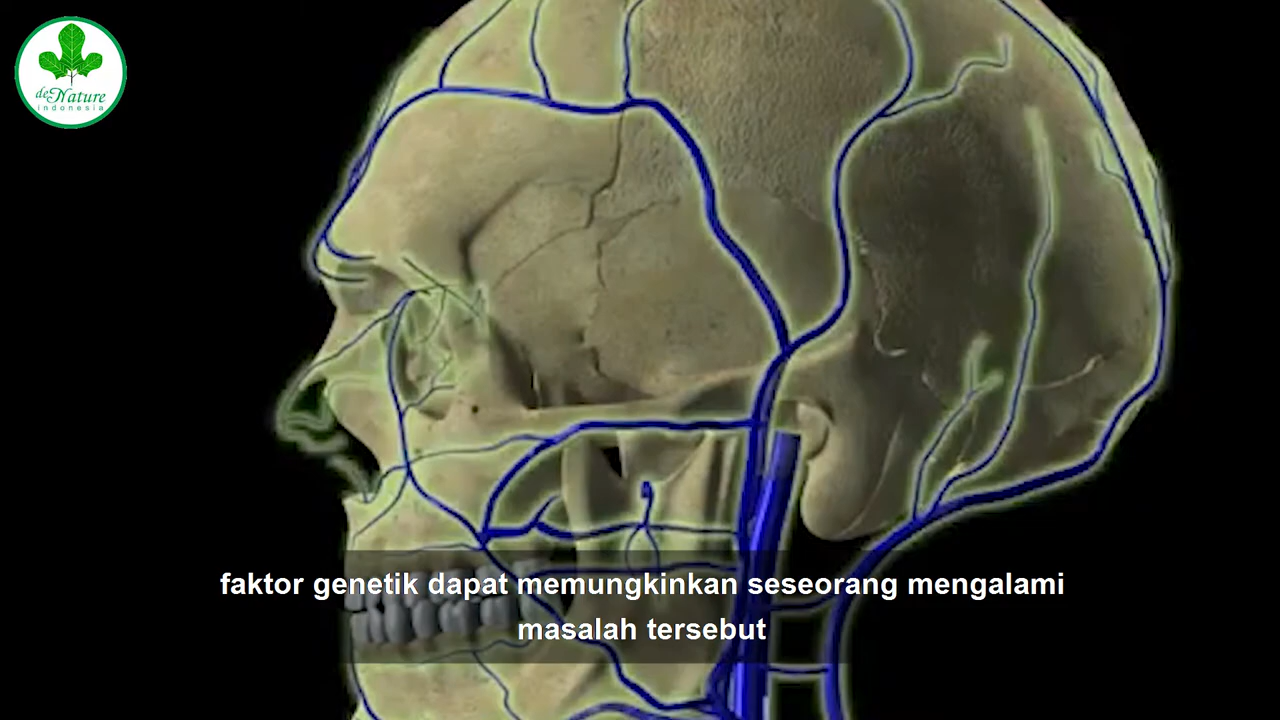 deNature
indonesia
faktor genetik dapat memungkinkan seseorang mengalami
masalah tersebut